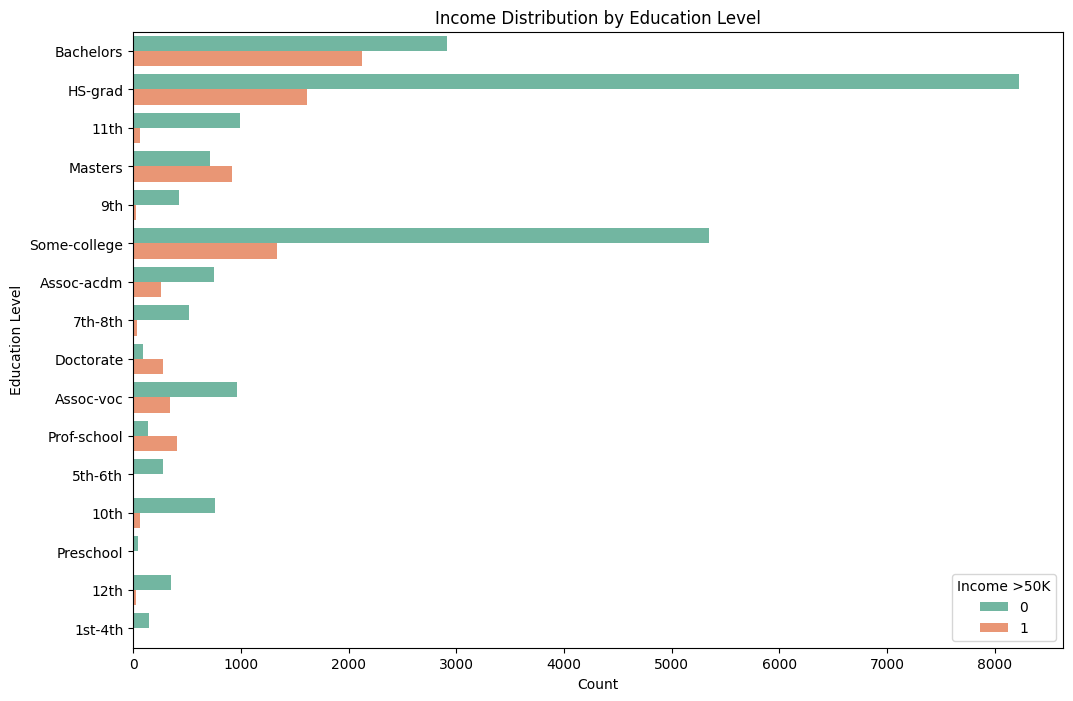 Income Distribution by Education Level
Education Level
Bachelors
HS-grad
11th
Masters
9th
Some-college
Assoc-acdm
7th-8th
Doctorate
Assoc-voc
Prof-school
5th-6th
10th
Preschool
12th
1st-4th
Income >50K
0
1
0 1000 2000 3000 4000 5000 6000 7000 8000
Count